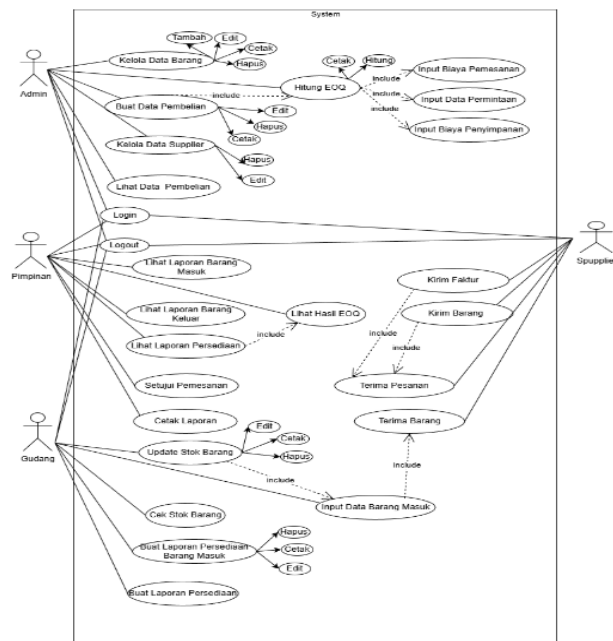 System
Tambah
Edit
Cetak
Kelola Data Barang
Hapus
Cetak
Hitung
Input Biaya Pemesanan
Admin
include
Hitung EOQ
include
Buat Data Pembelian
Edit
include
Input Data Permintaan
Hapus
include
Cetak
Input Biaya Penyimpanan
Kelola Data Supplier
Hapus
Edit
Lihat Data Pembelian
Login
Logout
Pimpinan
Spupplie
Lihat Laporan Barang
Masuk
Kirim Faktur
Lihat Laporan Barang
Keluar
Lihat Hasil EOQ
Kirim Barang
include
Lihat Laporan Persediaan
include
Setujui Pemesanan
Terima Pesanan
Cetak Laporan
Terima Barang
Gudang
Edit
Update Stok Barang
Cetak
Hapus
include
include
Input Data Barang Masuk
Cek Stok Barang
Hapus
Buat Laporan Persediaan
Barang Masuk
Cetak
Edit
Buat Laporan Persediaan